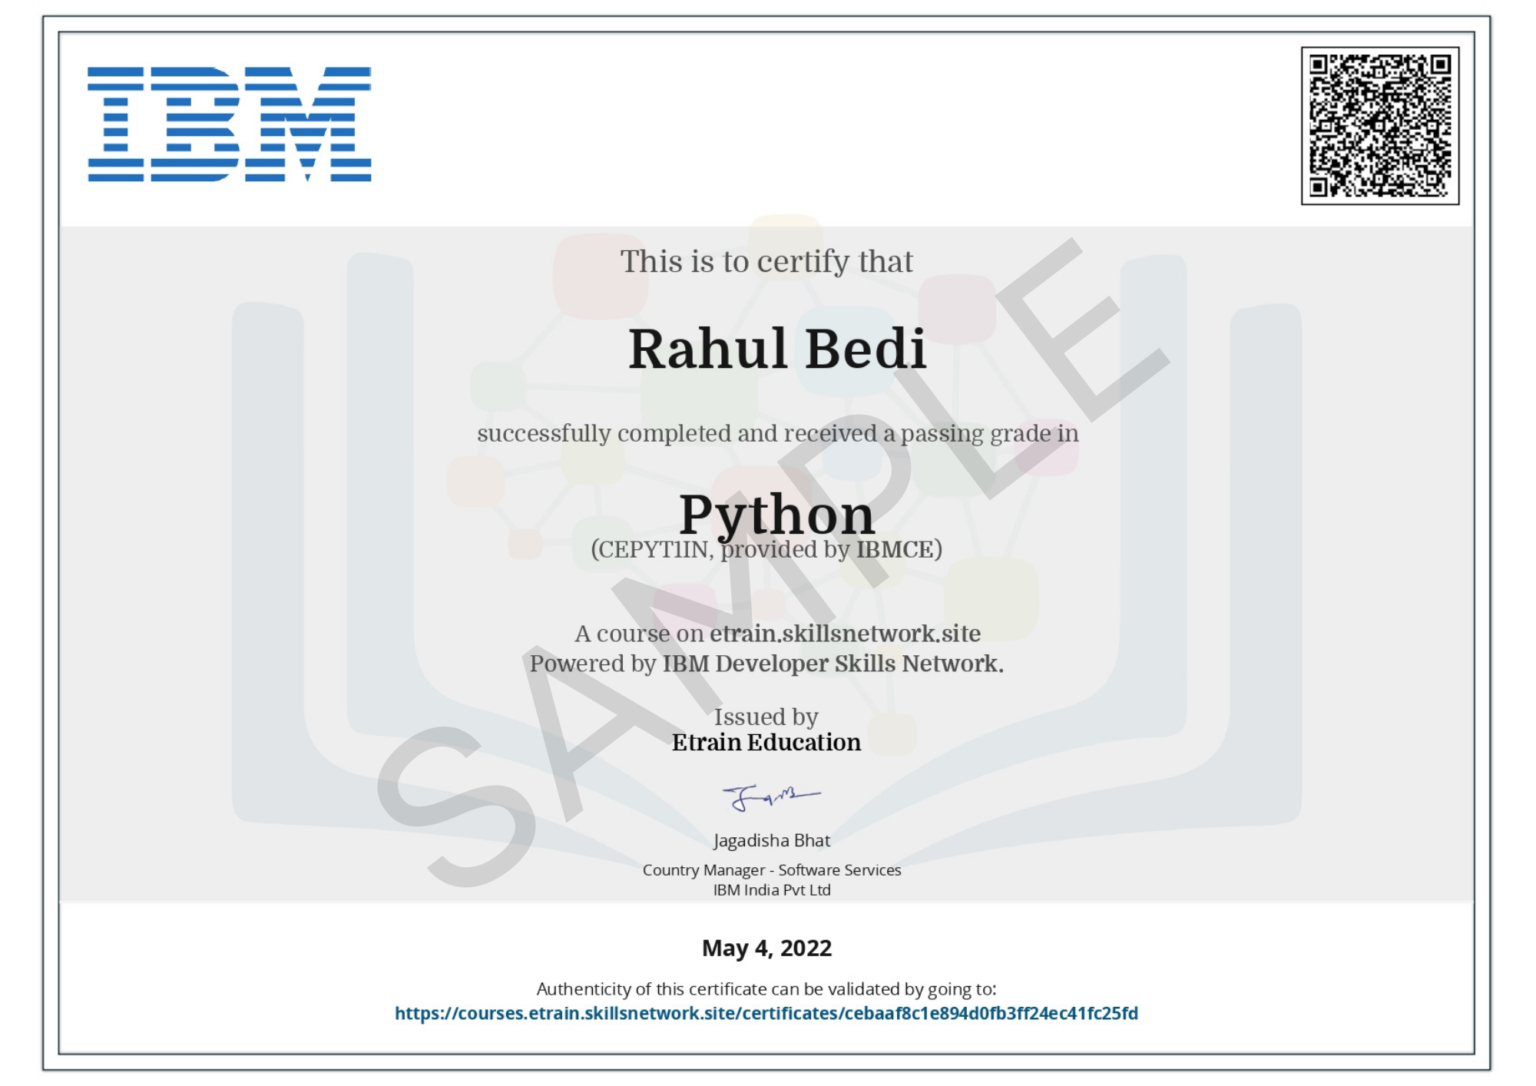 IBM
This is to certify that
Rahul Bedi
successfully completed and received a passing grade in
Python
(CEPYT1IN, provided by IBMCE)
A course on etrain.skillsnetwork.site
Powered by IBM Developer Skills Network.
Issued by
Etrain Education
Jagadisha Bhat
Country Manager - Software Services
IBM India Pvt Ltd
May 4, 2022
Authenticity of this certificate can be validated by going to:
https://courses.etrain.skillsnetwork.site/certificates/cebaaf8c1e894d0fb3ff24ec41fc25fd
SAMPLE